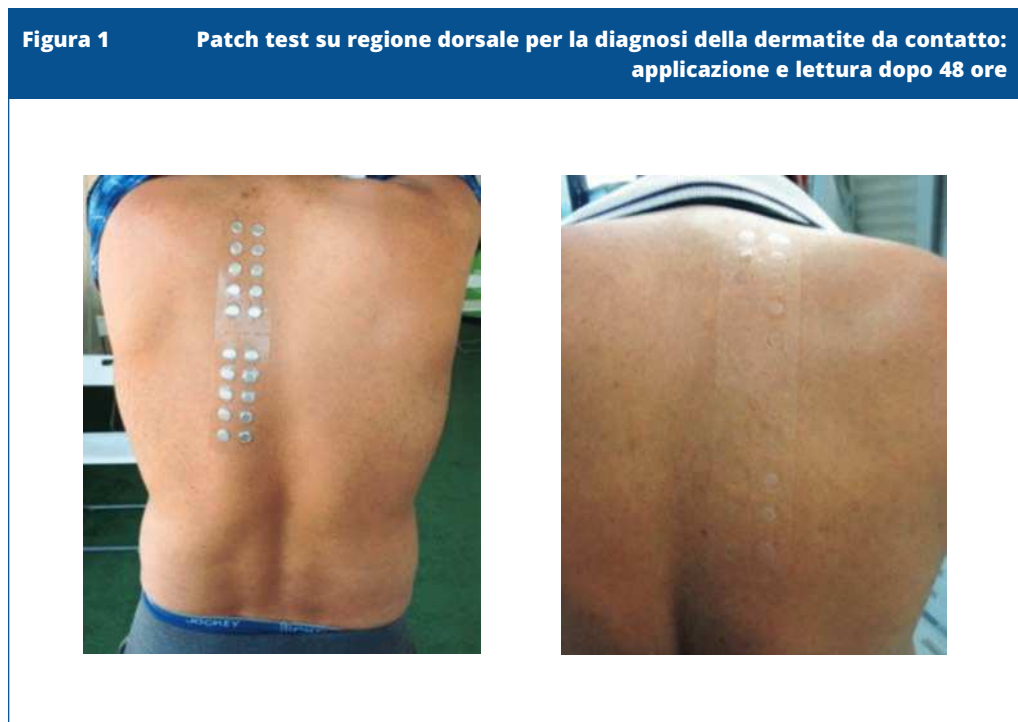 Figura 1
Patch test su regione dorsale per la diagnosi della dermatite da contatto:
applicazione e lettura dopo 48 ore
JOCKEY